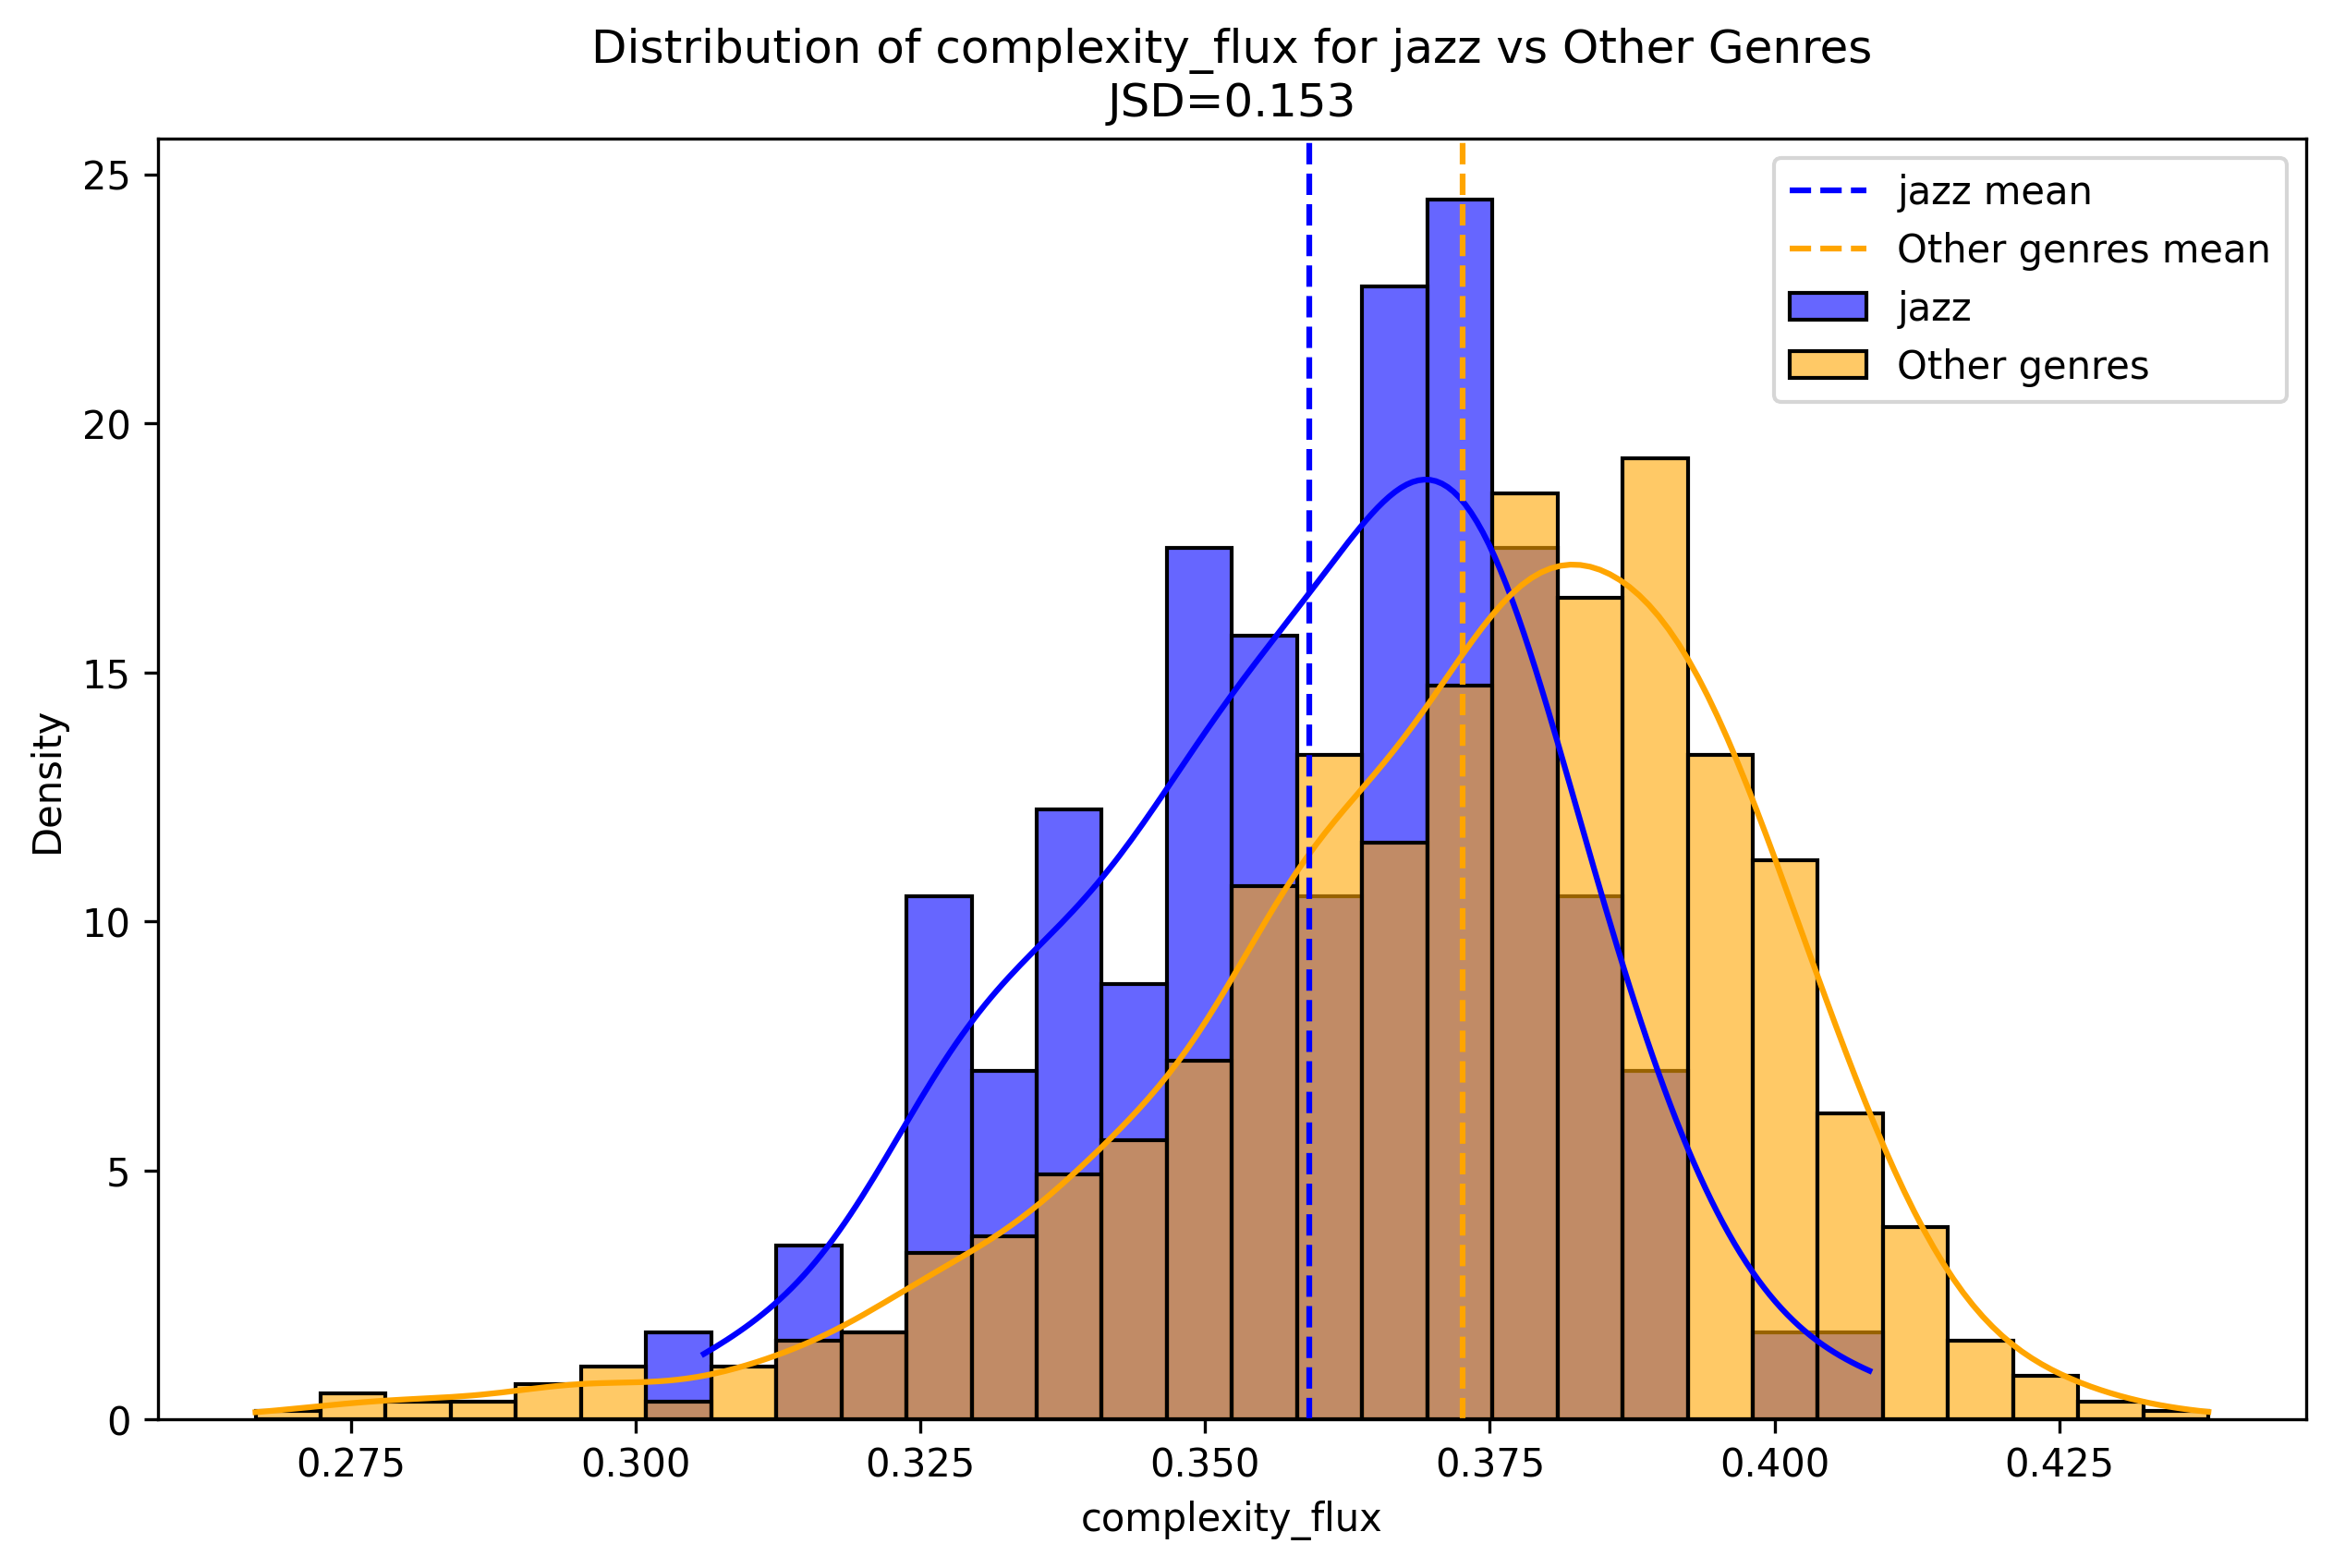 Distribution of complexity_flux for jazz vs Other Genres
JSD=0.153
jazz mean
Other genres mean
jazz
Other genres
Density
25
20
15
10
5
0
0.275 0.300 0.325 0.350 0.375 0.400 0.425
complexity_flux